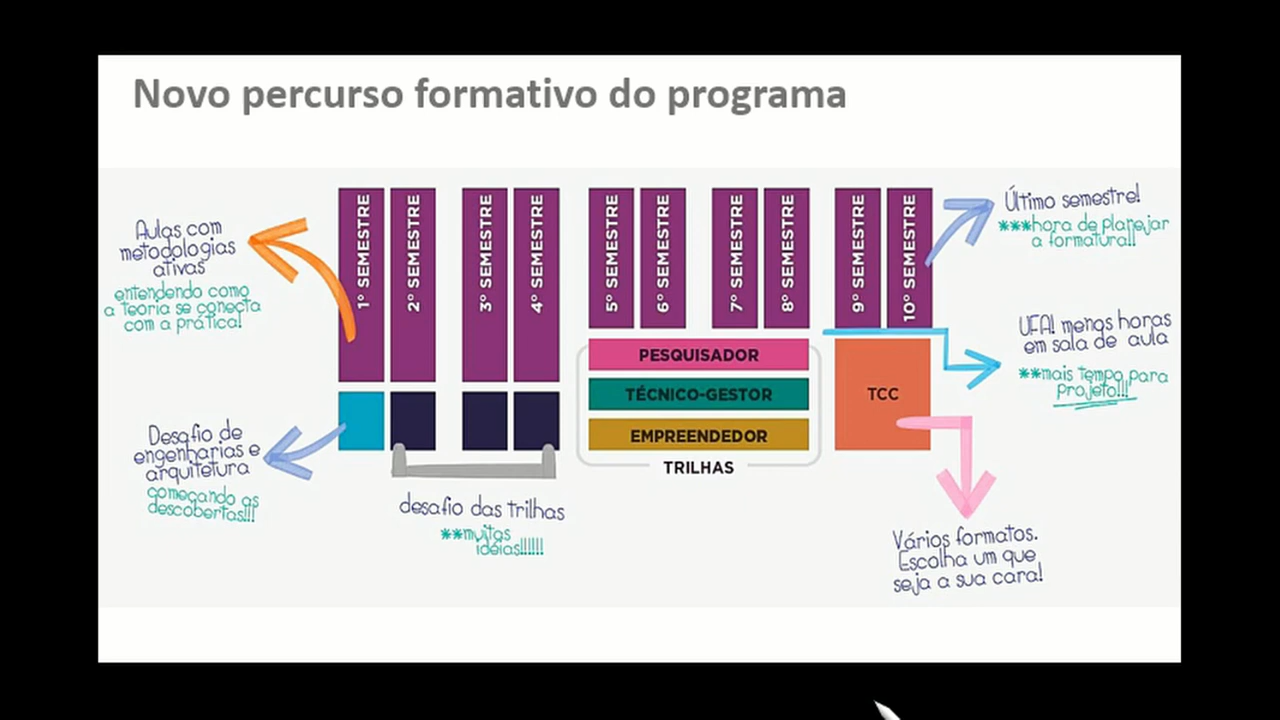 Novo percurso formativo do programa
Aulas com
metodologias
ativas
entendendo como
a teoria se conecta
com a prática!
Desafio de
engenharias e
arquitetura
começando as
descobertas!!!
1º SEMESTRE
2º SEMESTRE
3º SEMESTRE
4º SEMESTRE
desafio das trilhas
**muitas
idéias!!!!!!
5º SEMESTRE
6º SEMESTRE
7º SEMESTRE
8º SEMESTRE
PESQUISADOR
TÉCNICO-GESTOR
EMPREENDEDOR
TRILHAS
9º SEMESTRE
10º SEMESTRE
TCC
Último semestre!
***hora de planejar
a formatura!!
UFA! menos horas
em sala de aula
**mais tempo para
projeto!!!
Vários formatos.
Escolha um que
seja a sua cara!